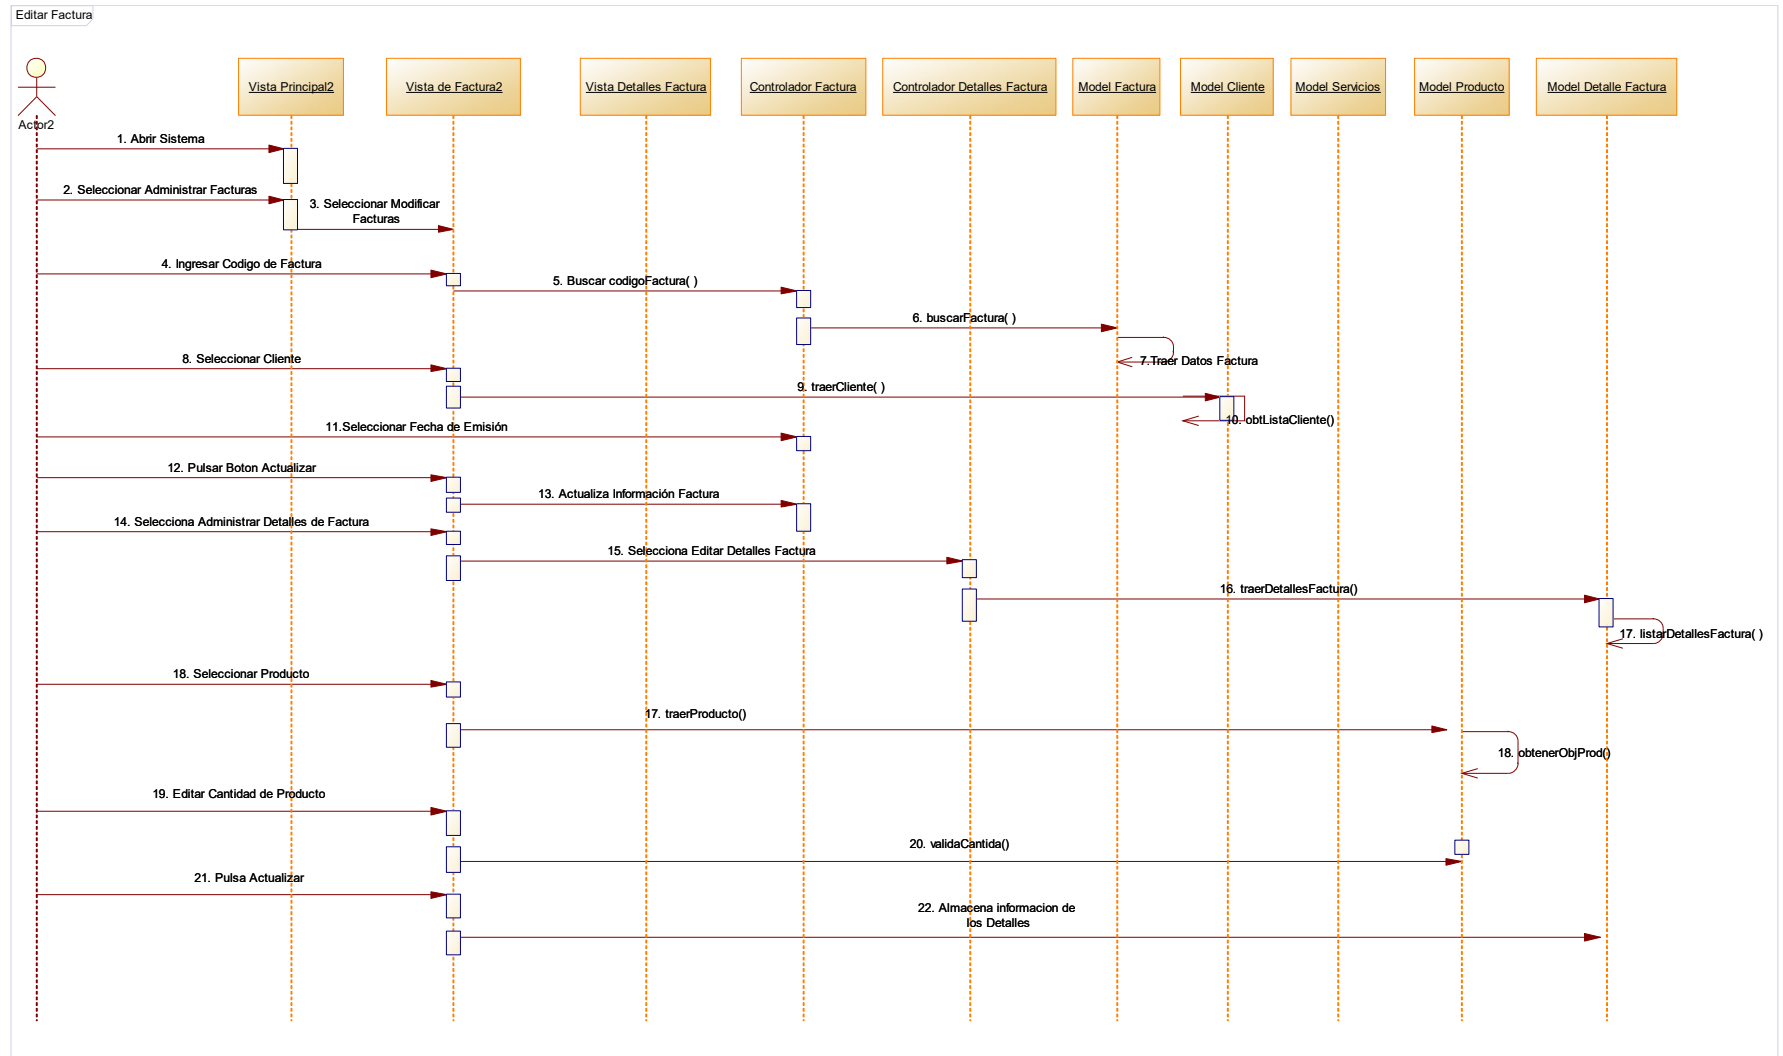 Editar Factura
Actor2
Vista Principal2
Vista de Factura2
Vista Detalles Factura
Controlador Factura
Controlador Detalles Factura
Model Factura
Model Cliente
Model Servicios
Model Producto
Model Detalle Factura
1. Abrir Sistema
2. Seleccionar Administrar Facturas
3. Seleccionar Modificar
Facturas
4. Ingresar Codigo de Factura
5. Buscar codigoFactura( )
6. buscarFactura( )
7.Traer Datos Factura
8. Seleccionar Cliente
9. traerCliente( )
10. obtListaCliente()
11.Seleccionar Fecha de Emisión
12. Pulsar Boton Actualizar
13. Actualiza Información Factura
14. Selecciona Administrar Detalles de Factura
15. Selecciona Editar Detalles Factura
16. traerDetallesFactura()
17. listarDetallesFactura( )
18. Seleccionar Producto
17. traerProducto()
18. obtenerObjProd()
19. Editar Cantidad de Producto
20. validaCantida()
21. Pulsa Actualizar
22. Almacena informacion de
los Detalles